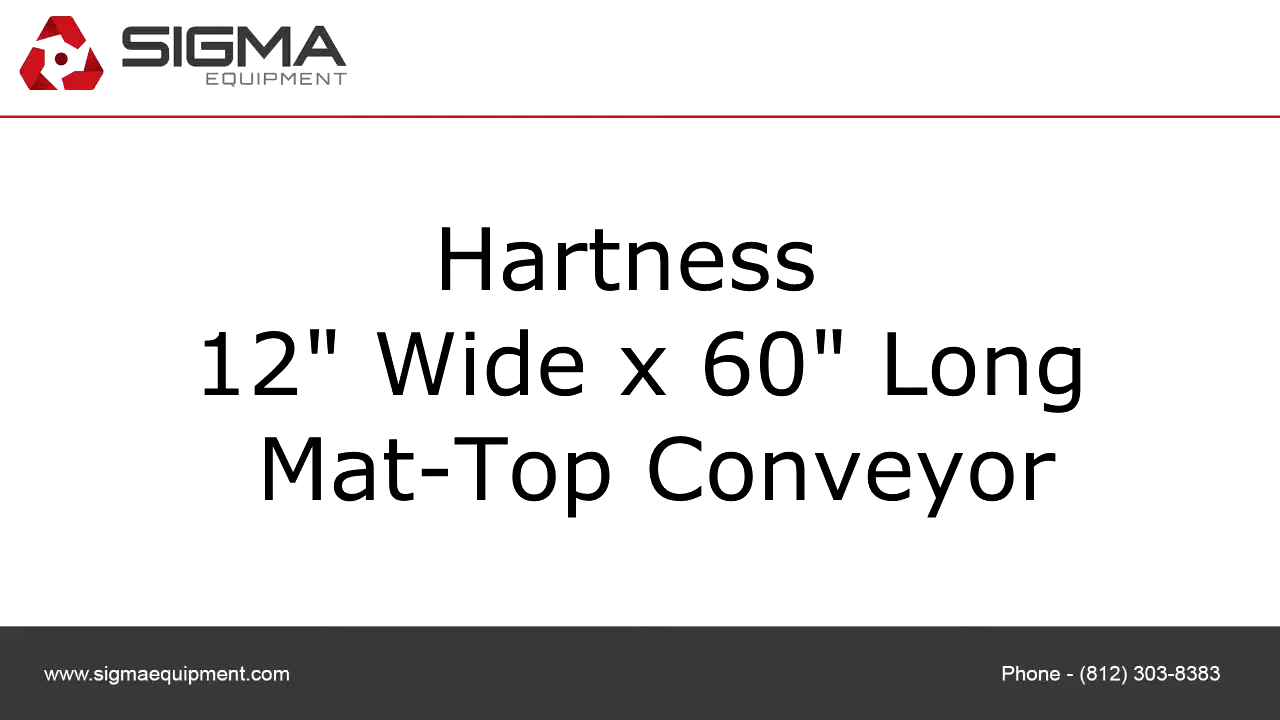 SIGMA
EQUIPMENT
Hartness
12" Wide x 60" Long
Mat-Top Conveyor
www.sigmaequipment.com
Phone - (812) 303-8383